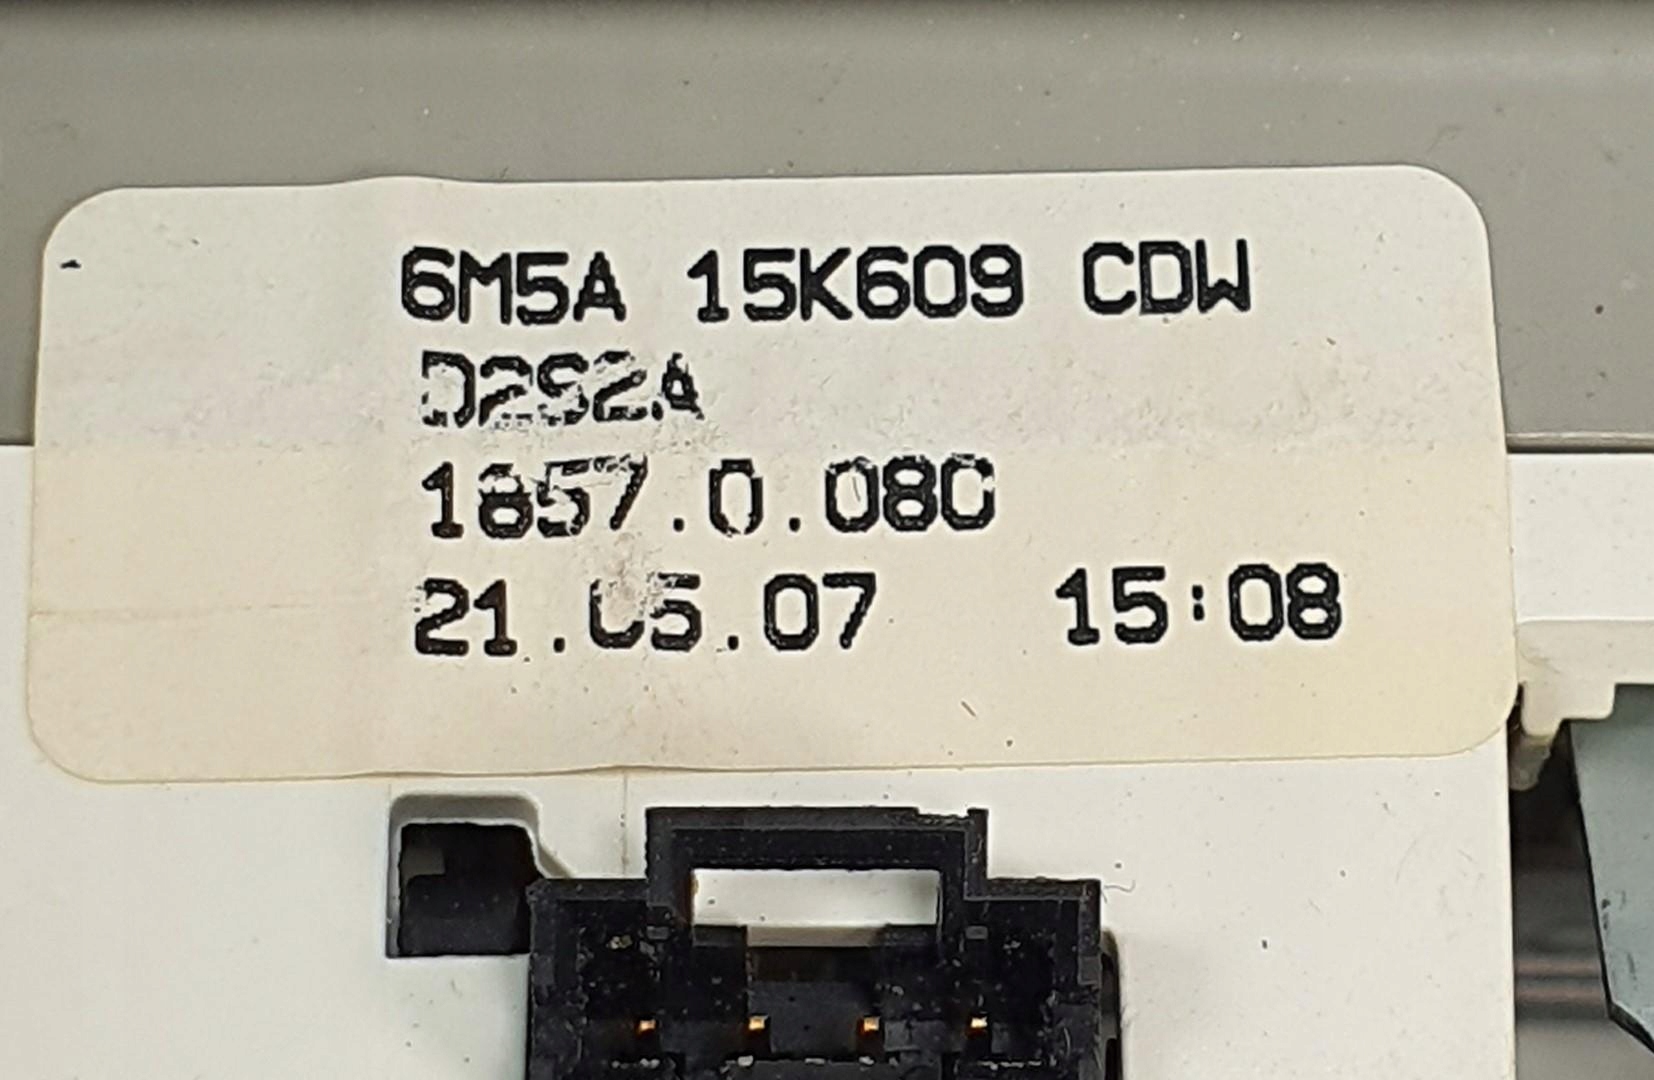 6M5A 15K609 CDW
D2S2A
1857.0.080
21.05.07 15:08